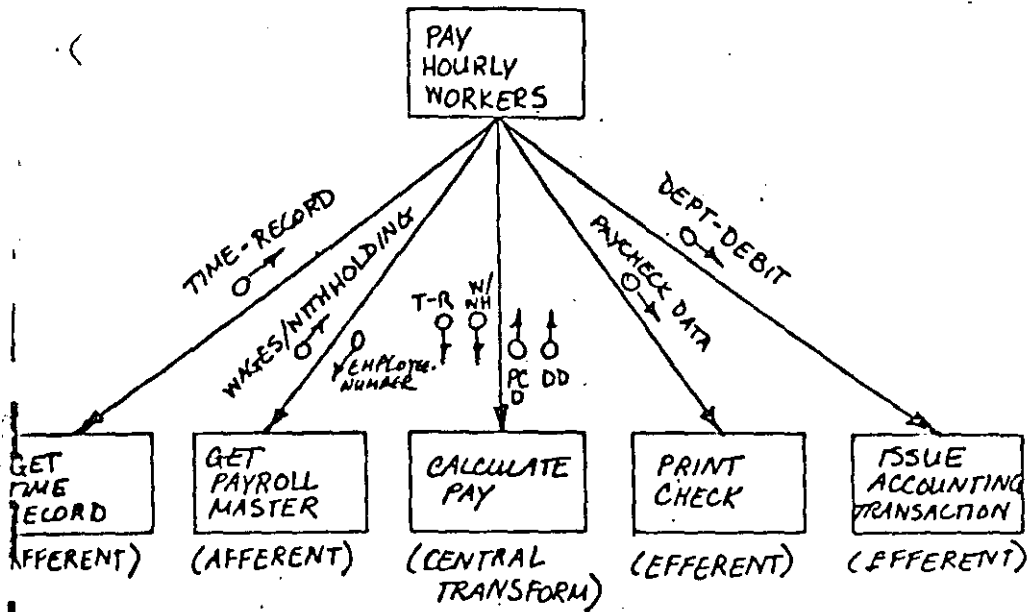 PAY
HOURLY
WORKERS
TIME-RECORD
WAGES/WITHHOLDING
EMPLOYEE-
NUMBER
T-R
W/
WH
PC
D
DD
PAYCHECK DATA
DEPT-DEBIT
GET
TIME
ECORD
(AFFERENT)
GET
PAYROLL
MASTER
(AFFERENT)
CALCULATE
PAY
(CENTRAL
TRANSFORM)
PRINT
CHECK
(EFFERENT)
ISSUE
ACCOUNTING
TRANSACTION
(EFFERENT)